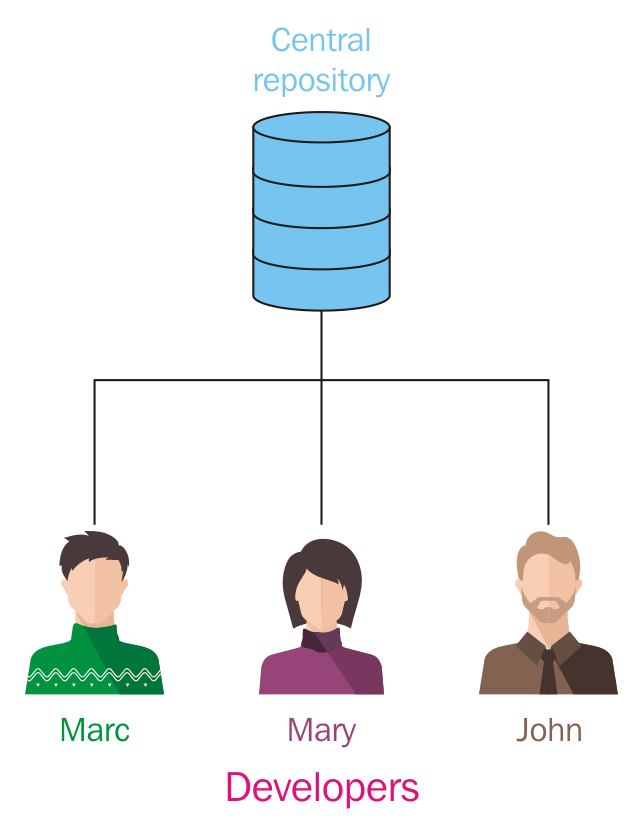 Central
repository
Marc
Mary
John
Developers